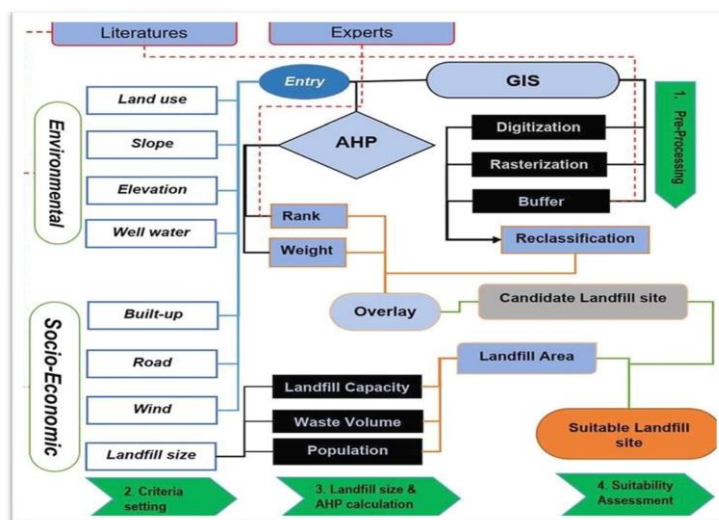 Literatures
Experts
Entry
GIS
Environmental
Land use
Slope
Elevation
Well water
AHP
Digitization
Rasterization
Buffer
Reclassification
1. Pre-Processing
Rank
Weight
Overlay
Candidate Landfill site
Socio-Economic
Built-up
Road
Wind
Landfill size
Landfill Capacity
Waste Volume
Population
Landfill Area
Suitable Landfill
site
2. Criteria
setting
3. Landfill size &
AHP calculation
4. Suitability
Assessment